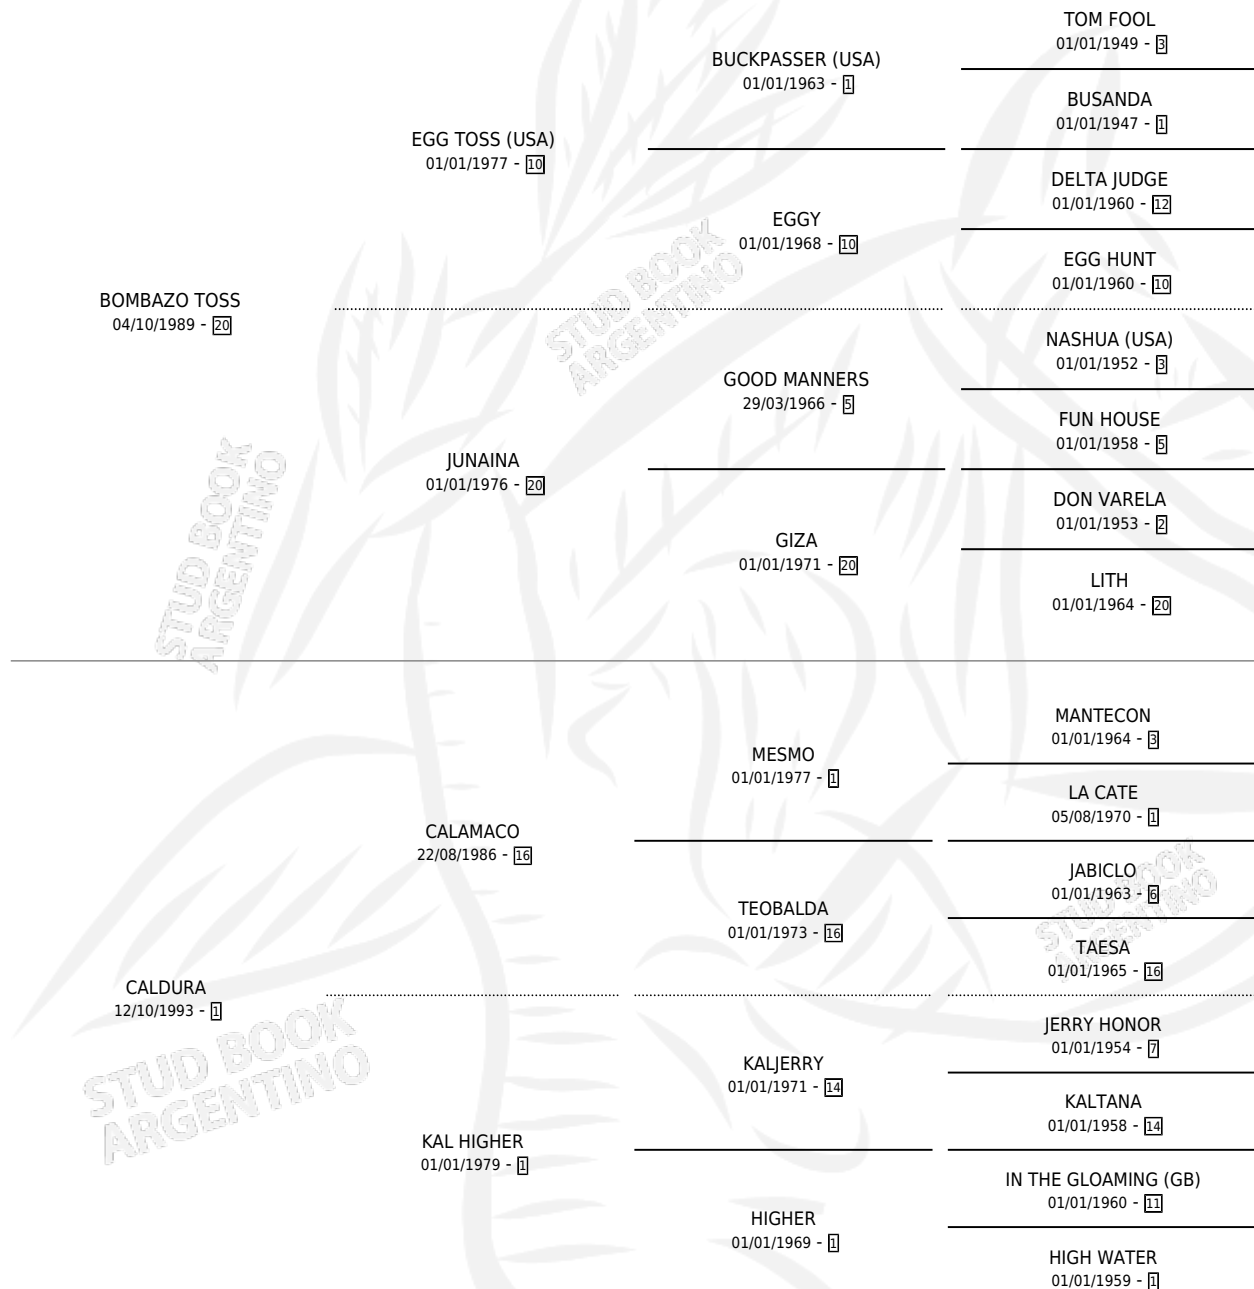 TOM FOOL
01/01/1949 - 3
BUCKPASSER (USA)
01/01/1963 - 1
BUSANDA
01/01/1947 - 1
EGG TOSS (USA)
01/01/1977 - 10
DELTA JUDGE
01/01/1960 - 12
EGGY
01/01/1968 - 10
EGG HUNT
01/01/1960 - 10
BOMBAZO TOSS
04/10/1989 - 20
NASHUA (USA)
01/01/1952 - 3
GOOD MANNERS
29/03/1966 - 5
FUN HOUSE
01/01/1958 - 5
JUNAINA
01/01/1976 - 20
DON VARELA
01/01/1953 - 2
GIZA
01/01/1971 - 20
LITH
01/01/1964 - 20
STUD BOOK
ARGENTINO
STUD BOOK
ARGENTINO
MANTECON
01/01/1964 - 3
MESMO
01/01/1977 - 1
LA CATE
05/08/1970 - 1
CALAMACO
22/08/1986 - 16
JABICLO
01/01/1963 - 6
TEOBALDA
01/01/1973 - 16
TAESA
01/01/1965 - 16
STUD BOOK
ARGENTINO
CALDURA
12/10/1993 - 1
JERRY HONOR
01/01/1954 - 7
KALJERRY
01/01/1971 - 14
KALTANA
01/01/1958 - 14
STUD BOOK
ARGENTINO
KAL HIGHER
01/01/1979 - 1
IN THE GLOAMING (GB)
01/01/1960 - 11
HIGHER
01/01/1969 - 1
HIGH WATER
01/01/1959 - 1